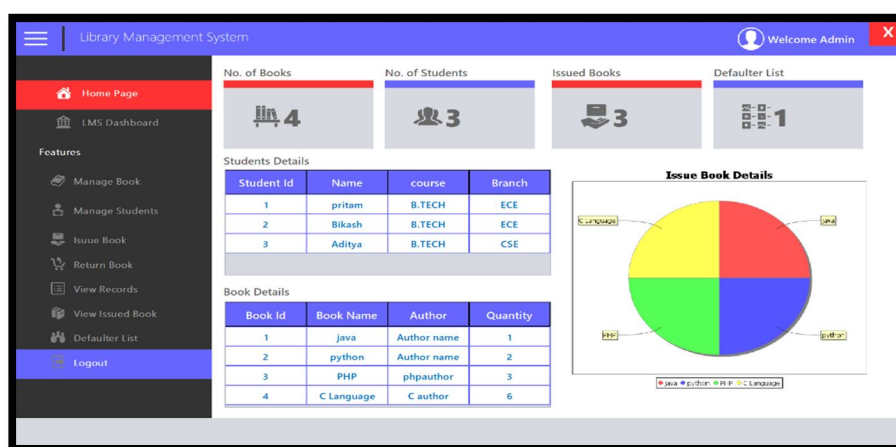 Library Management System
Welcome Admin
X
Home Page
LMS Dashboard
Features
Manage Book
Manage Students
Isuue Book
Return Book
View Records
View Issued Book
Defaulter List
Logout
No. of Books No. of Students Issued Books Defaulter List
4 3 3 1
Students Details
Student Id Name course Branch
1 pritam B.TECH ECE
2 Bikash B.TECH ECE
3 Aditya B.TECH CSE
Book Details
Book Id Book Name Author Quantity
1 java Author name 1
2 python Author name 2
3 PHP phpauthor 3
4 C Language C author 6
Issue Book Details
C Language java
PHP python
java python PHP C Language